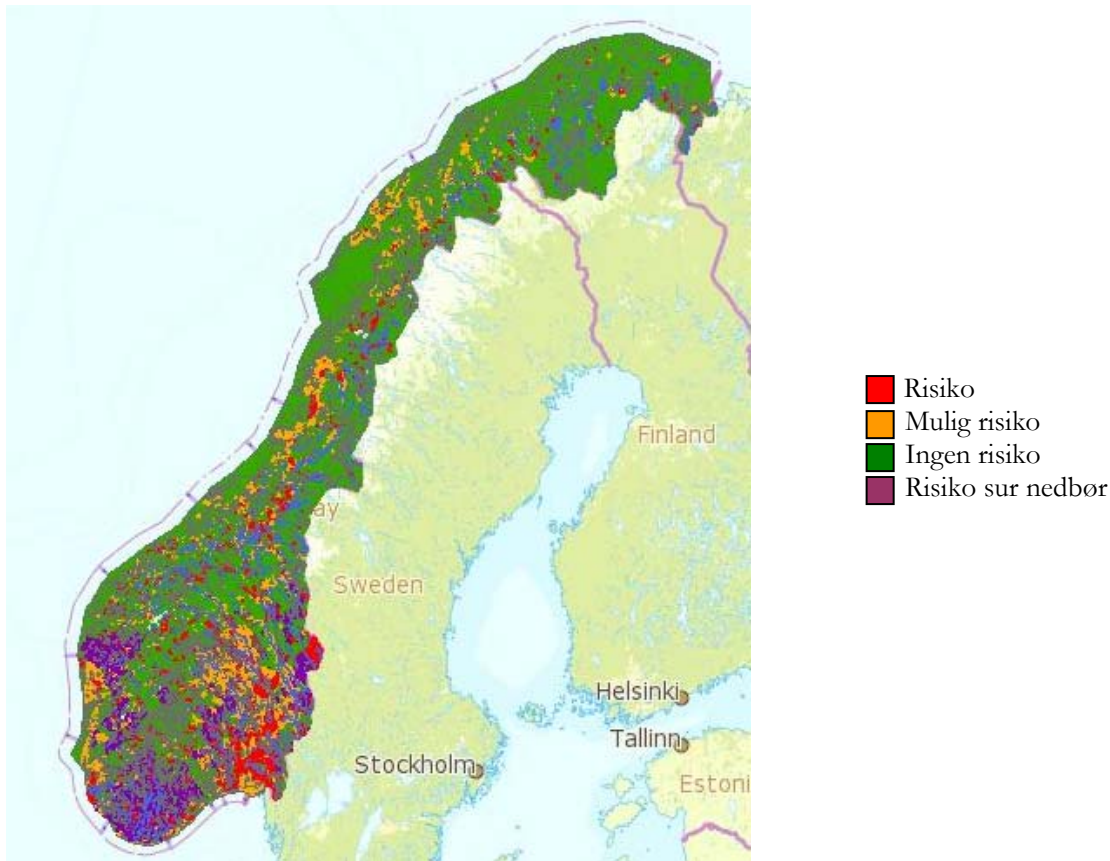 Risiko
Mulig risiko
Ingen risiko
Risiko sur nedbør
Finland
ay
Sweden
Helsinki
Tallinn
Stockholm
Estoni